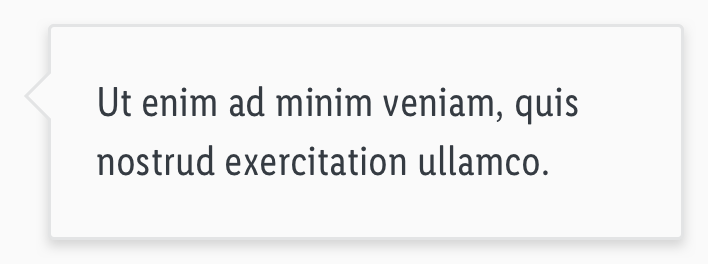 Ut enim ad minim veniam, quis
nostrud exercitation ullamco.